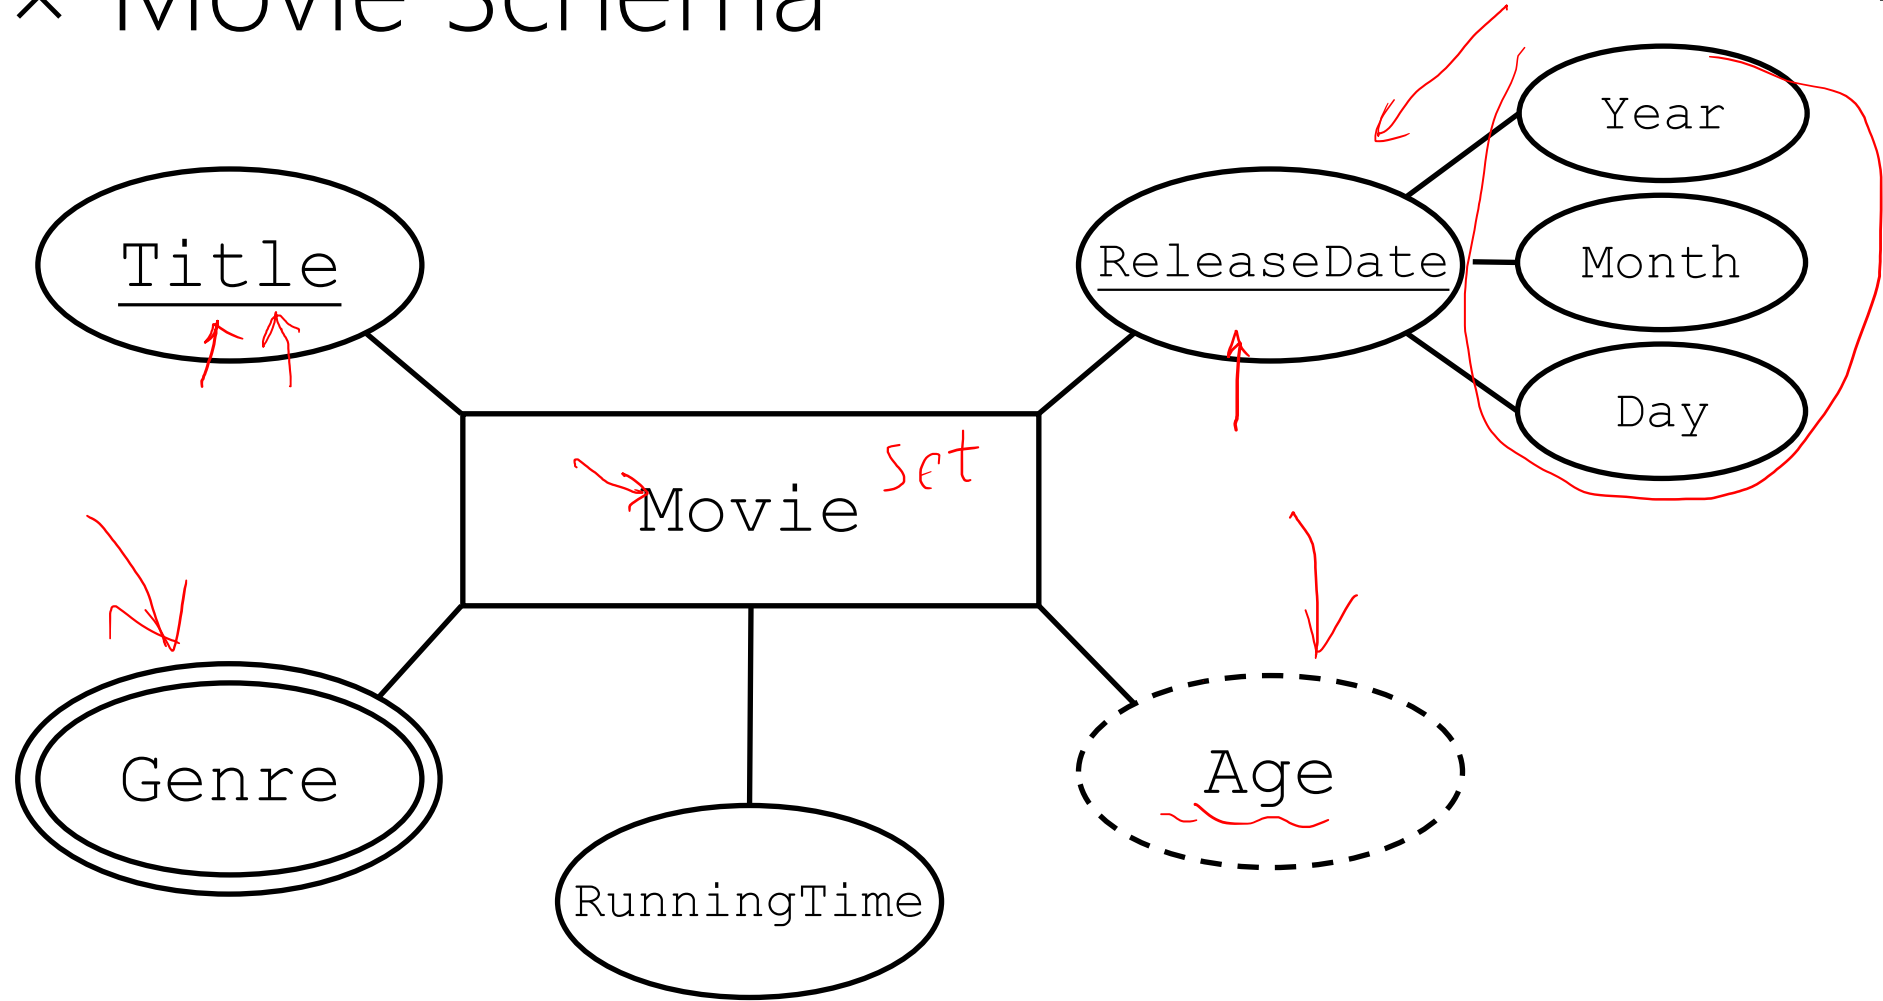 × Movie Schema
Year
Title
ReleaseDate
Month
Day
Movie set
Genre
Age
RunningTime